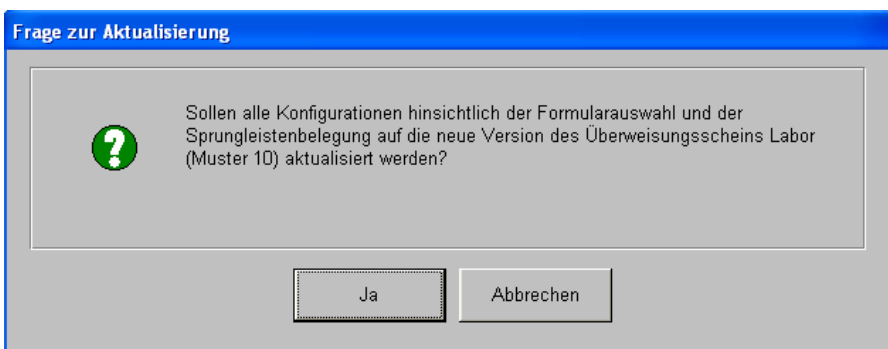 Frage zur Aktualisierung
Sollen alle Konfigurationen hinsichtlich der Formularauswahl und der
Sprungleistenbelegung auf die neue Version des Überweisungsscheins Labor
(Muster 10) aktualisiert werden?
Ja
Abbrechen